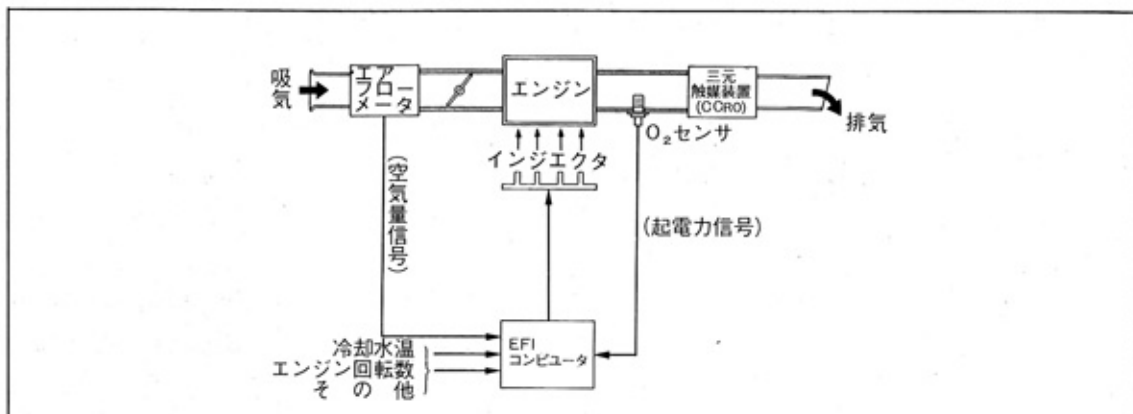 吸気
エア
フロー
メータ
エンジン
三元
触媒装置
(CCRO)
排気
O₂センサ
インジエクタ
(空気量信号)
(起電力信号)
EFI
コンピュータ
冷却水温
エンジン回転数
その他